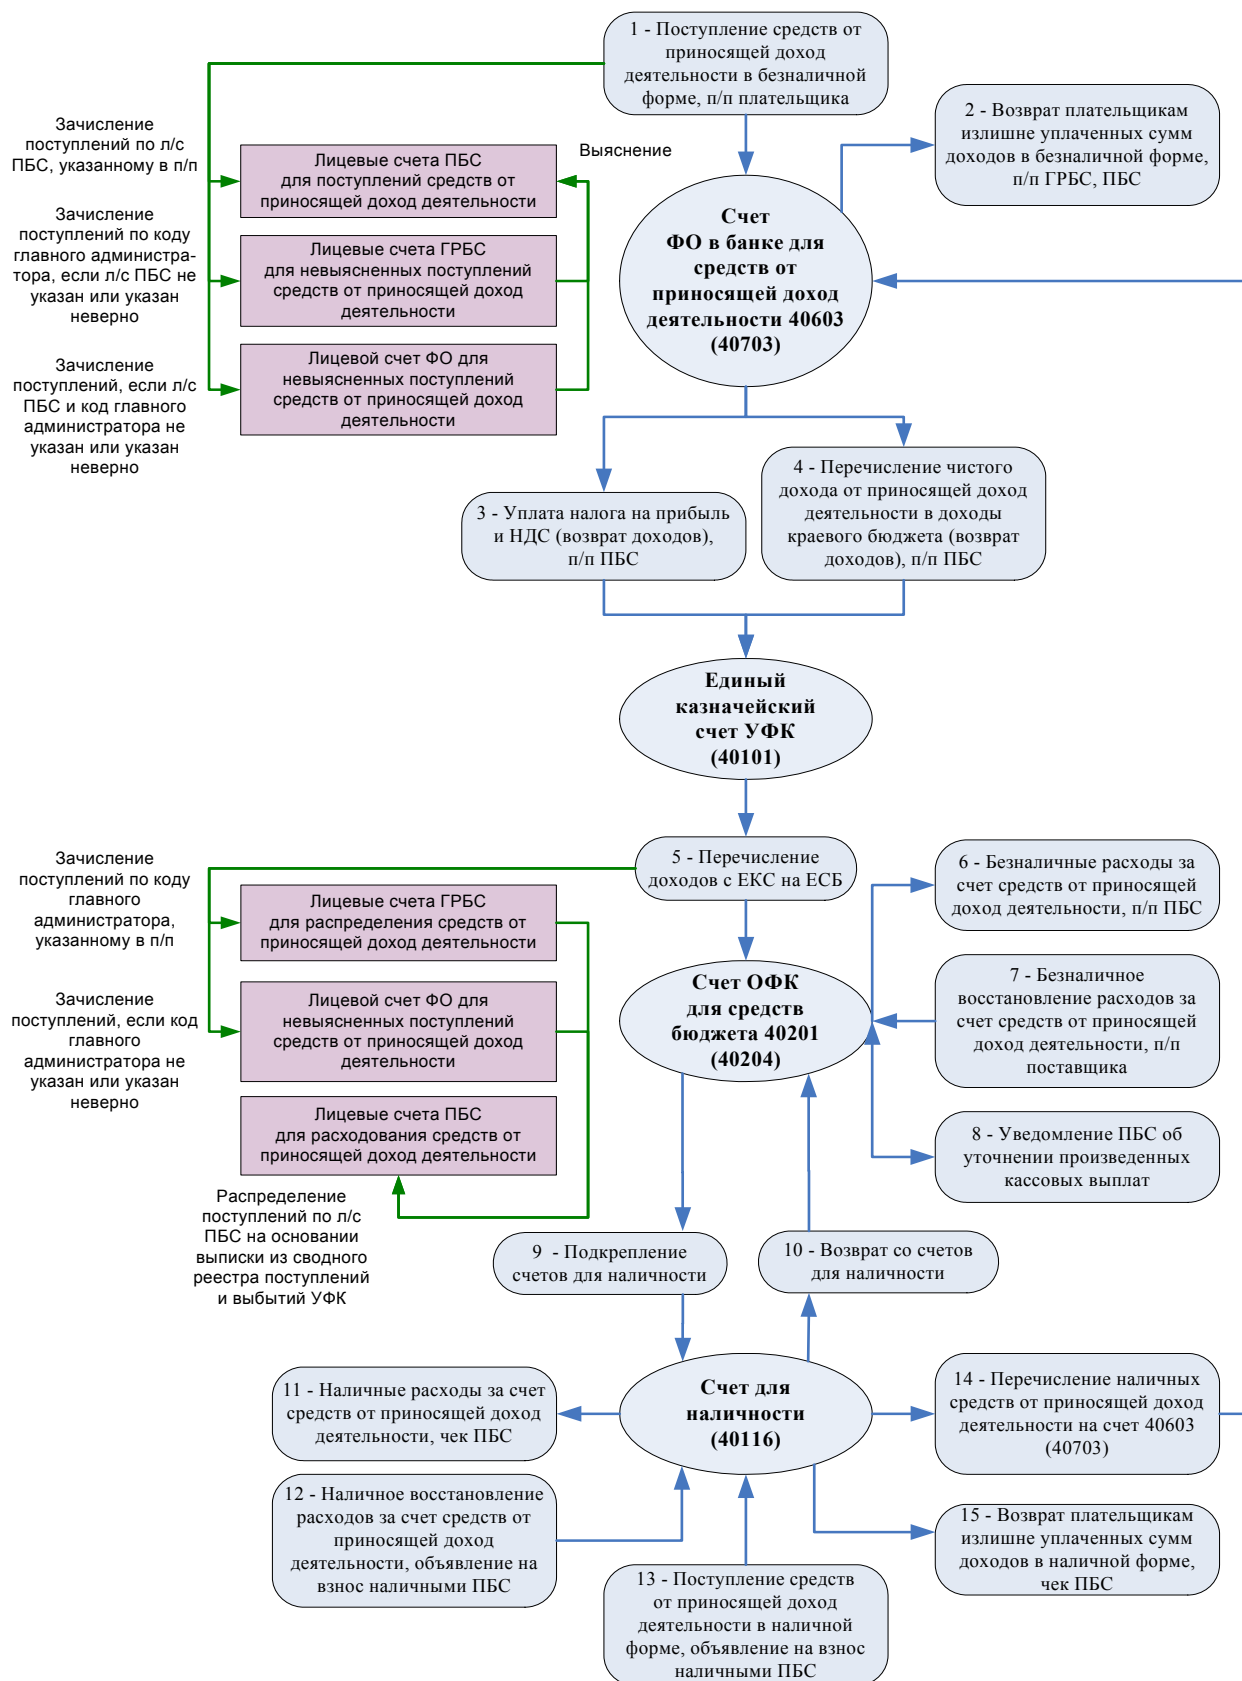 1 - Поступление средств от
приносящей доход
деятельности в безналичной
форме, п/п плательщика
2 - Возврат плательщикам
излишне уплаченных сумм
доходов в безналичной форме,
п/п ГРБС, ПБС
Зачисление
поступлений по л/с
ПБС, указанному в п/п
Лицевые счета ПБС
для поступлений средств от
приносящей доход деятельности
Выяснение
Зачисление
поступлений по коду
главного администра-
тора, если л/с ПБС не
указан или указан
неверно
Лицевые счета ГРБС
для невыясненных поступлений
средств от приносящей доход
деятельности
Счет
ФО в банке для
средств от
приносящей доход
деятельности 40603
(40703)
Зачисление
поступлений, если л/с
ПБС и код главного
администратора не
указан или указан
неверно
Лицевой счет ФО для
невыясненных поступлений
средств от приносящей доход
деятельности
3 - Уплата налога на прибыль
и НДС (возврат доходов),
п/п ПБС
4 - Перечисление чистого
дохода от приносящей доход
деятельности в доходы
краевого бюджета (возврат
доходов), п/п ПБС
Единый
казначейский
счет УФК
(40101)
5 - Перечисление
доходов с ЕКС на ЕСБ
Зачисление
поступлений по коду
главного
администратора,
указанному в п/п
Лицевые счета ГРБС
для распределения средств от
приносящей доход деятельности
6 - Безналичные расходы за
счет средств от приносящей
доход деятельности, п/п ПБС
Зачисление
поступлений, если код
главного
администратора не
указан или указан
неверно
Лицевой счет ФО для
невыясненных поступлений
средств от приносящей доход
деятельности
Счет ОФК
для средств
бюджета 40201
(40204)
7 - Безналичное
восстановление расходов за
счет средств от приносящей
доход деятельности, п/п
поставщика
Лицевые счета ПБС
для расходования средств от
приносящей доход деятельности
8 - Уведомление ПБС об
уточнении произведенных
кассовых выплат
Распределение
поступлений по л/с
ПБС на основании
выписки из сводного
реестра поступлений
и выбытий УФК
9 - Подкрепление
счетов для наличности
10 - Возврат со счетов
для наличности
11 - Наличные расходы за счет
средств от приносящей доход
деятельности, чек ПБС
Счет для
наличности
(40116)
14 - Перечисление наличных
средств от приносящей доход
деятельности на счет 40603
(40703)
12 - Наличное восстановление
расходов за счет средств от
приносящей доход
деятельности, объявление на
взнос наличными ПБС
15 - Возврат плательщикам
излишне уплаченных сумм
доходов в наличной форме,
чек ПБС
13 - Поступление средств
от приносящей доход
деятельности в наличной
форме, объявление на взнос
наличными ПБС